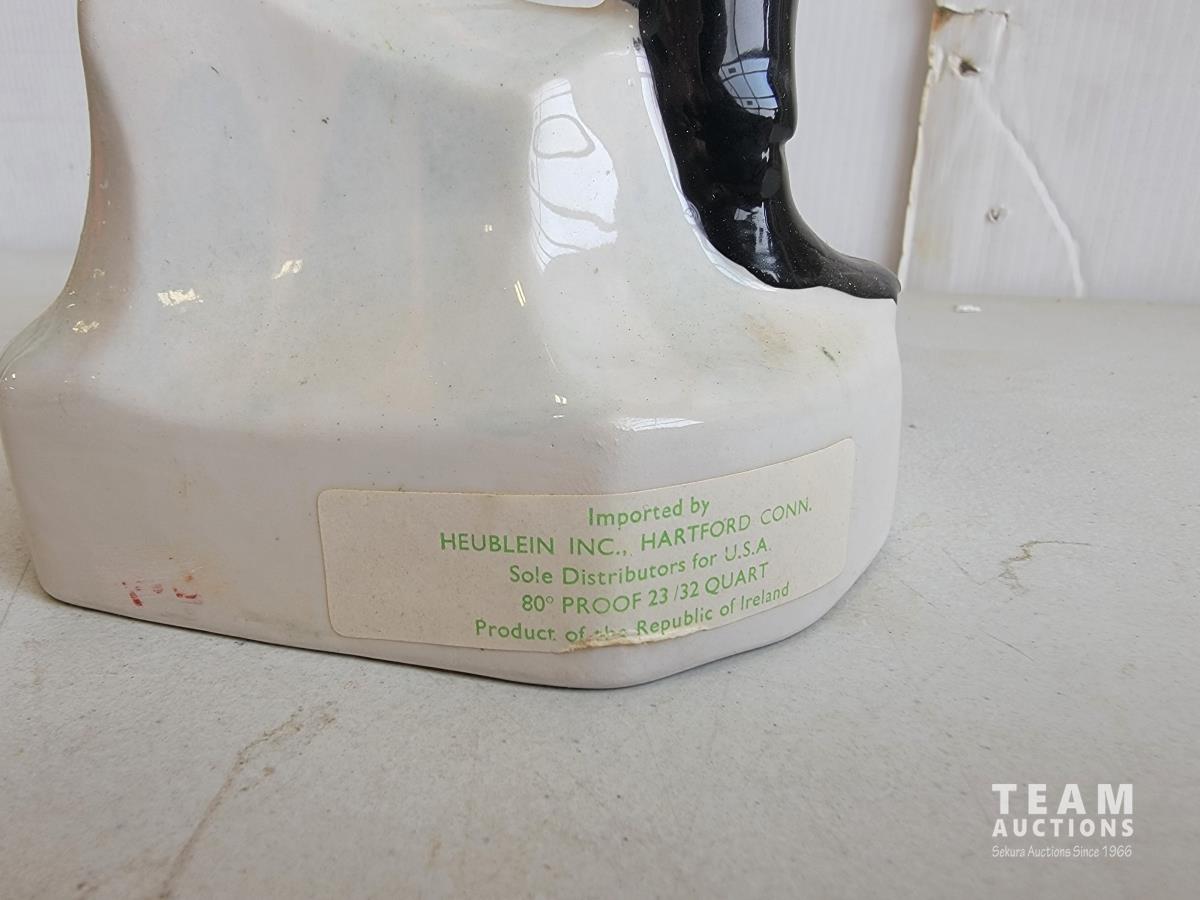 Imported by
HEUBLEIN INC., HARTFORD CONN.
Sole Distributors for U.S.A.
80° PROOF 23/32 QUART
Product of the Republic of Ireland
TEAM
AUCTIONS
Sekura Auctions Since 1966